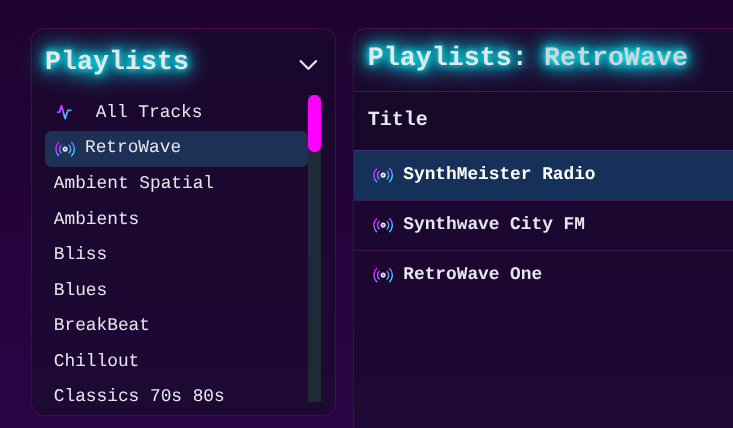 Playlists
All Tracks
RetroWave
Ambient Spatial
Ambients
Bliss
Blues
BreakBeat
Chillout
Classics 70s 80s
Playlists: RetroWave
Title
SynthMeister Radio
Synthwave City FM
RetroWave One